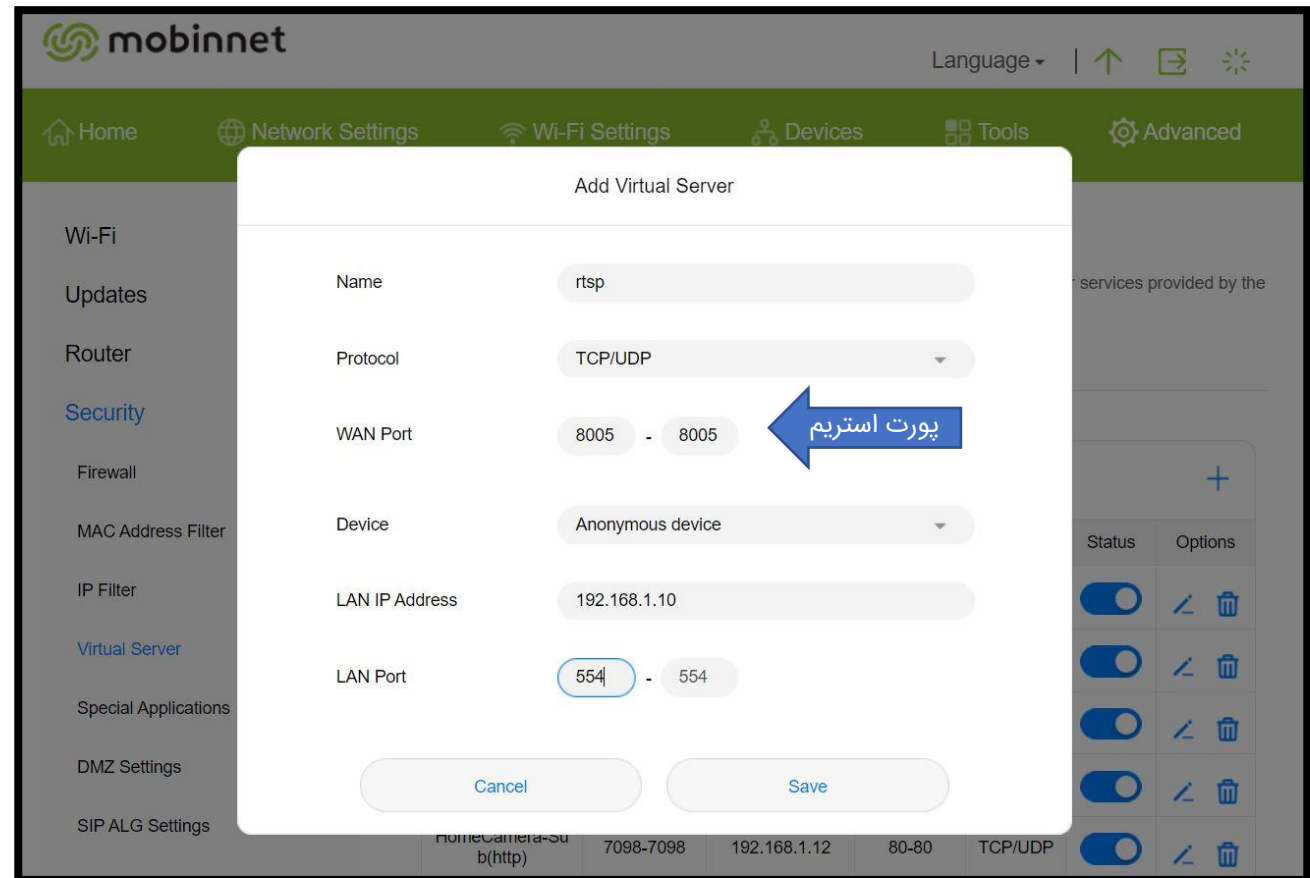 mobinnet
Language
Home Network Settings Wi-Fi Settings Devices Tools Advanced
Add Virtual Server
Wi-Fi
Updates
Router
Security
Firewall
MAC Address Filter
IP Filter
Virtual Server
Special Applications
DMZ Settings
SIP ALG Settings
Name rtsp
Protocol TCP/UDP
WAN Port 8005 - 8005
پورت استریم
Device Anonymous device
LAN IP Address 192.168.1.10
LAN Port 554 - 554
Cancel Save
services provided by the
Status Options
HomeCamera-Su
b(http) 7098-7098 192.168.1.12 80-80 TCP/UDP